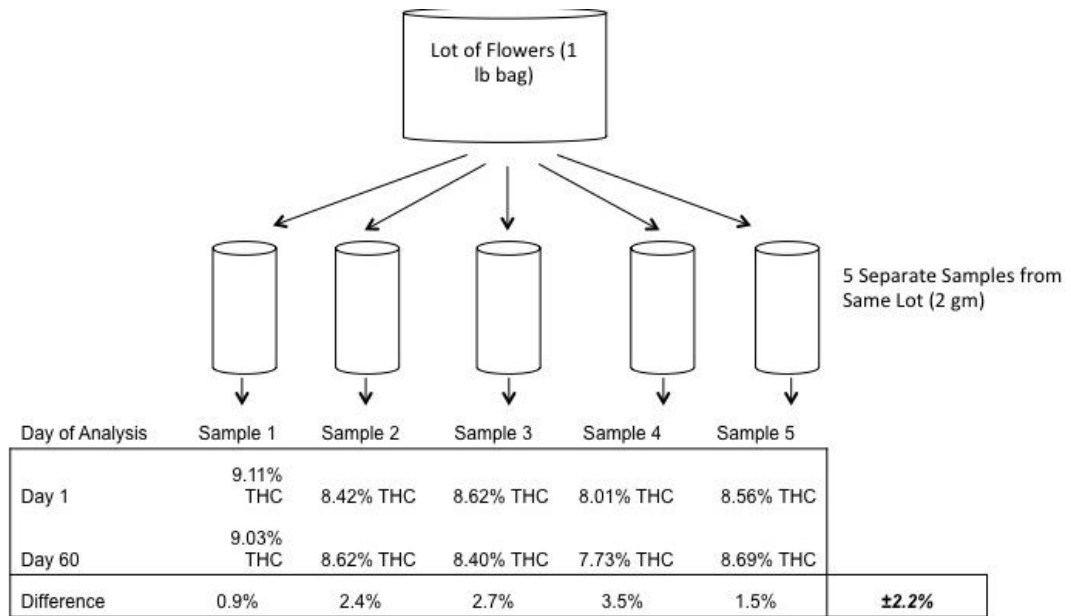 Lot of Flowers (1
lb bag)
5 Separate Samples from
Same Lot (2 gm)
Day of Analysis Sample 1 Sample 2 Sample 3 Sample 4 Sample 5
9.11%
Day 1 THC 8.42% THC 8.62% THC 8.01% THC 8.56% THC
9.03%
Day 60 THC 8.62% THC 8.40% THC 7.73% THC 8.69% THC
Difference 0.9% 2.4% 2.7% 3.5% 1.5% ±2.2%